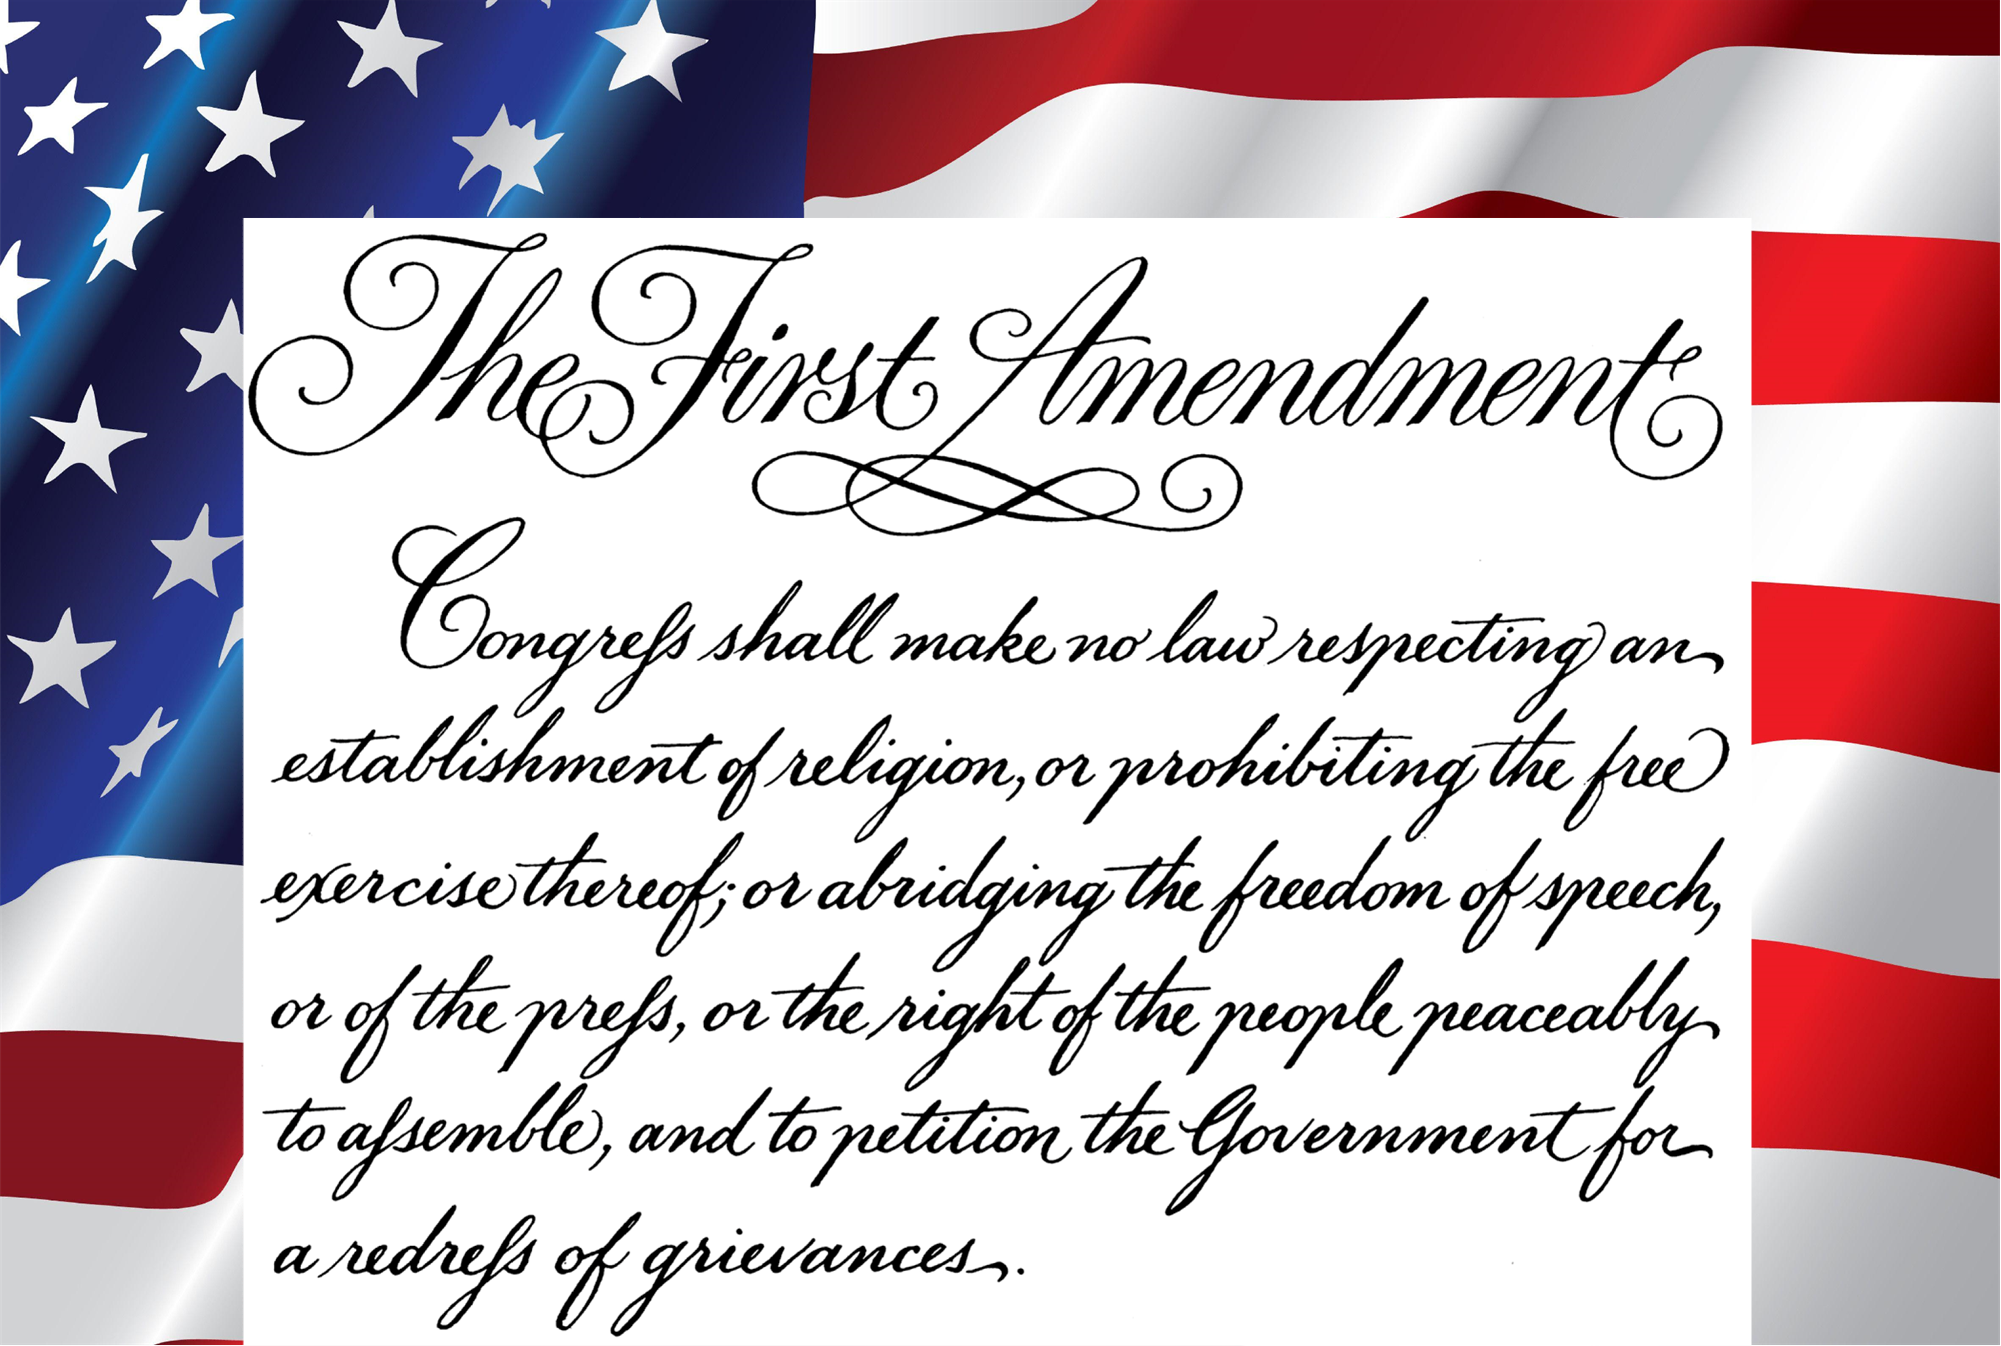 The First Amendment
Congreſs shall make no law respecting an
establishment of religion, or prohibiting the free
exercise thereof; or abridging the freedom of speech,
or of the preſs, or the right of the people peaceably
to aſsemble, and to petition the Government for
a redreſs of grievances.